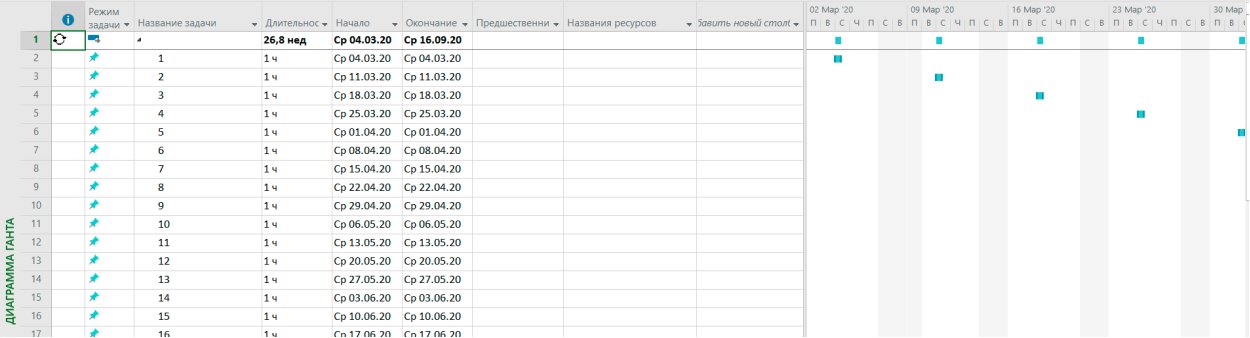 Режим задачи Название задачи Длительнос Начало Окончание Предшественни Названия ресурсов бавить новый столб 02 Мар '20 09 Мар '20 16 Мар '20 23 Мар '20 30 Мар
П В С Ч П С В П В С Ч П С В П В С Ч П С В П В С Ч П С В П В С
1 26,8 нед Ср 04.03.20 Ср 16.09.20
2 1 1 ч Ср 04.03.20 Ср 04.03.20
3 2 1 ч Ср 11.03.20 Ср 11.03.20
4 3 1 ч Ср 18.03.20 Ср 18.03.20
5 4 1 ч Ср 25.03.20 Ср 25.03.20
6 5 1 ч Ср 01.04.20 Ср 01.04.20
7 6 1 ч Ср 08.04.20 Ср 08.04.20
8 7 1 ч Ср 15.04.20 Ср 15.04.20
9 8 1 ч Ср 22.04.20 Ср 22.04.20
10 9 1 ч Ср 29.04.20 Ср 29.04.20
11 10 1 ч Ср 06.05.20 Ср 06.05.20
12 11 1 ч Ср 13.05.20 Ср 13.05.20
13 12 1 ч Ср 20.05.20 Ср 20.05.20
14 13 1 ч Ср 27.05.20 Ср 27.05.20
15 14 1 ч Ср 03.06.20 Ср 03.06.20
16 15 1 ч Ср 10.06.20 Ср 10.06.20
17 16 1 ч Ср 17.06.20 Ср 17.06.20
ДИАГРАММА ГАНТА